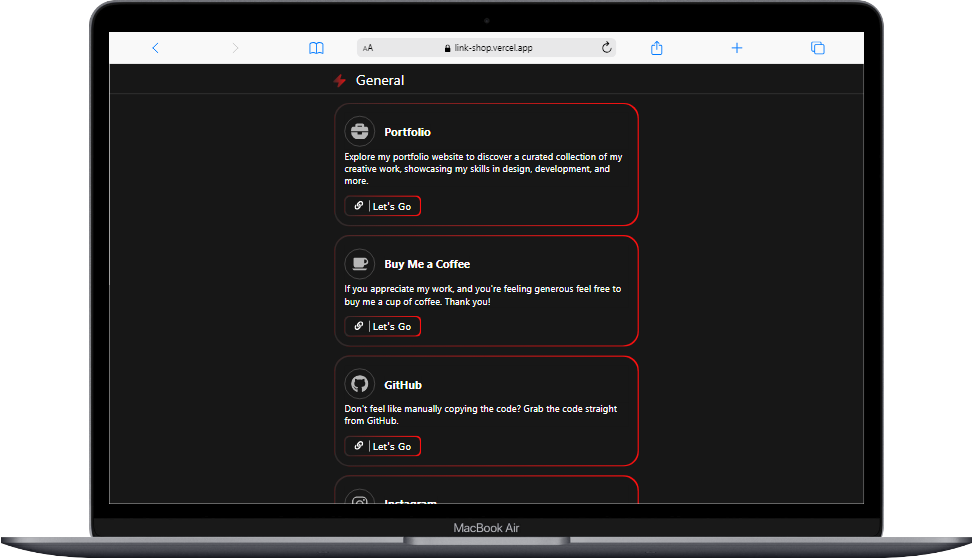 AA link-shop.vercel.app
General
Portfolio
Explore my portfolio website to discover a curated collection of my
creative work, showcasing my skills in design, development, and
more.
Let's Go
Buy Me a Coffee
If you appreciate my work, and you're feeling generous feel free to
buy me a cup of coffee. Thank you!
Let's Go
GitHub
Don't feel like manually copying the code? Grab the code straight
from GitHub.
Let's Go
Instagram
MacBook Air